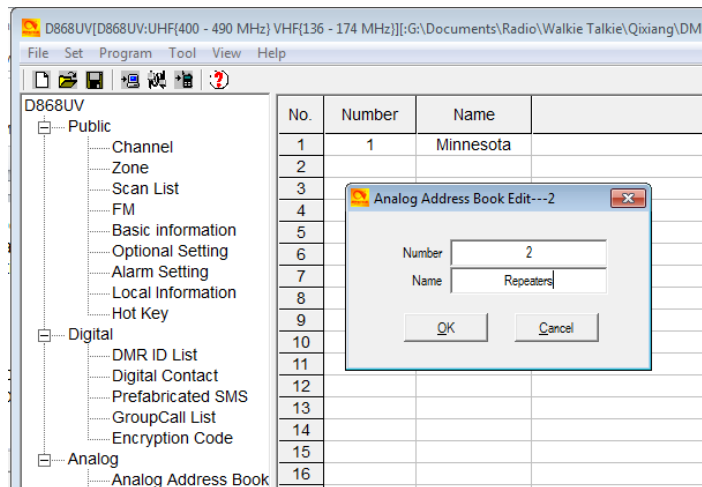 D868UV[D868UV:UHF{400 - 490 MHz} VHF{136 - 174 MHz}][:G:\Documents\Radio\Walkie Talkie\Qixiang\DM
File Set Program Tool View Help
D868UV
Public
Channel
Zone
Scan List
FM
Basic information
Optional Setting
Alarm Setting
Local Information
Hot Key
Digital
DMR ID List
Digital Contact
Prefabricated SMS
GroupCall List
Encryption Code
Analog
Analog Address Book
No. Number Name
1 1 Minnesota
2
3
4
5
6
7
8
9
10
11
12
13
14
15
16
Analog Address Book Edit---2
Number 2
Name Repeaters
OK Cancel